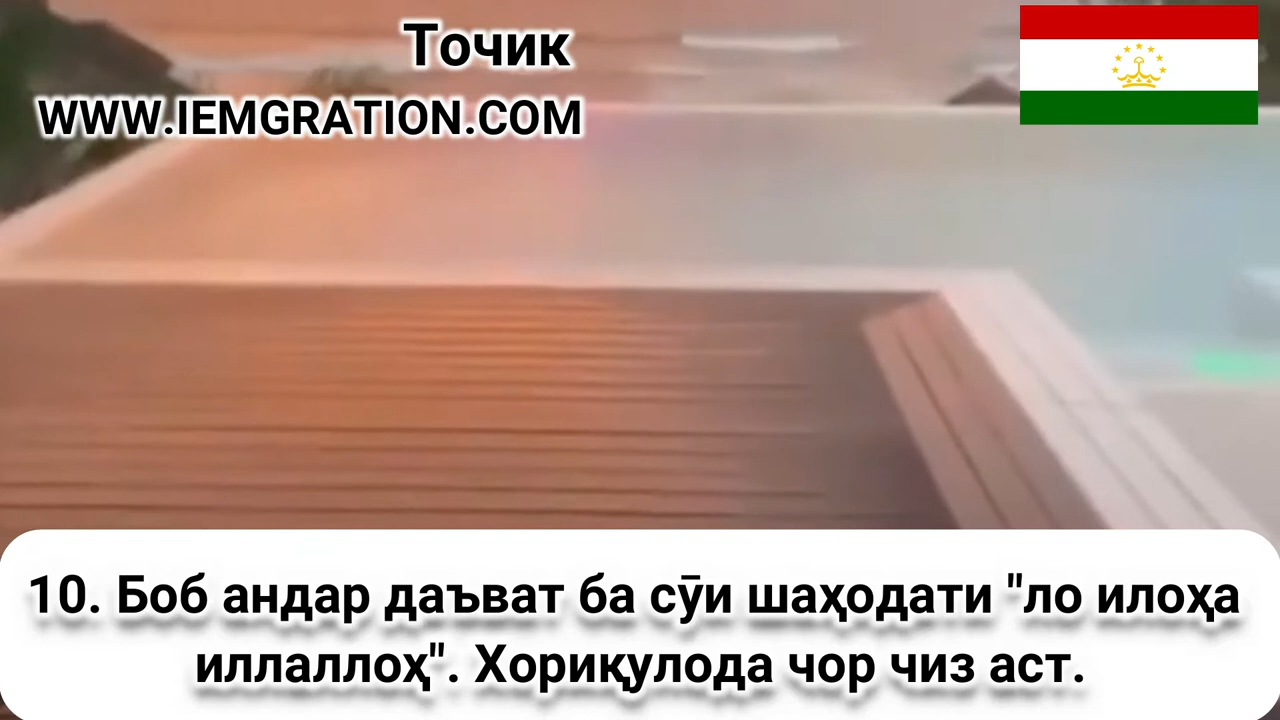 Точик
WWW.IEMGRATION.COM
10. Боб андар даъват ба сӯи шаҳодати "ло илоҳа
иллаллоҳ". Хориқулода чор чиз аст.